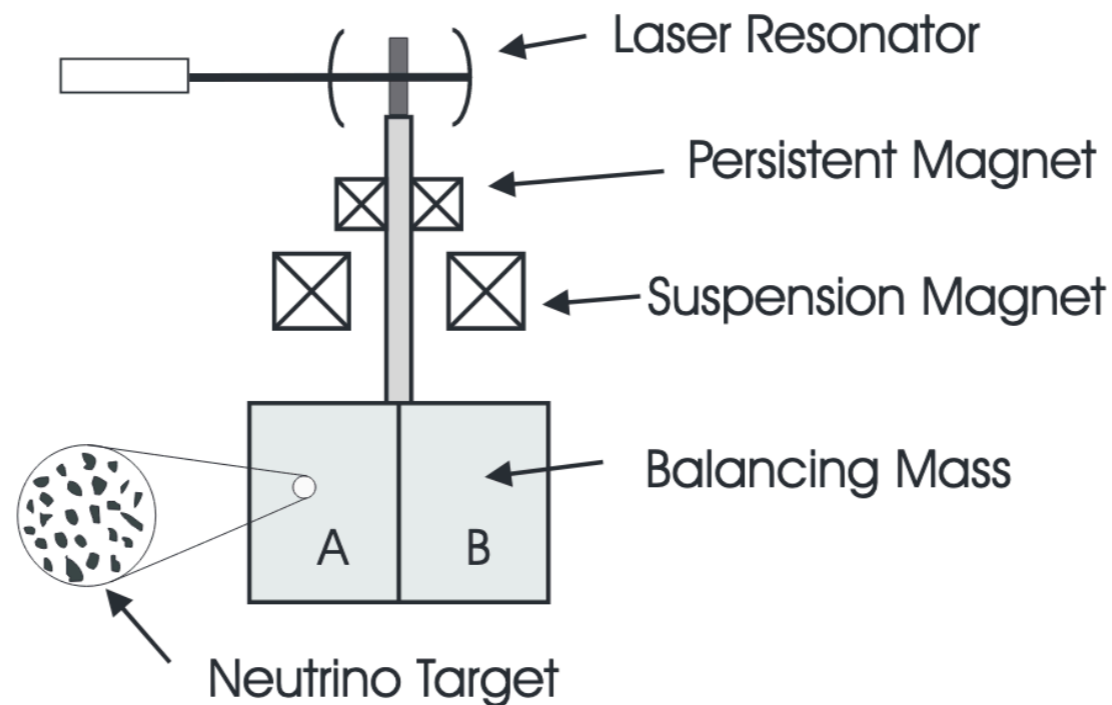 Laser Resonator
Persistent Magnet
Suspension Magnet
Balancing Mass
A
B
Neutrino Target